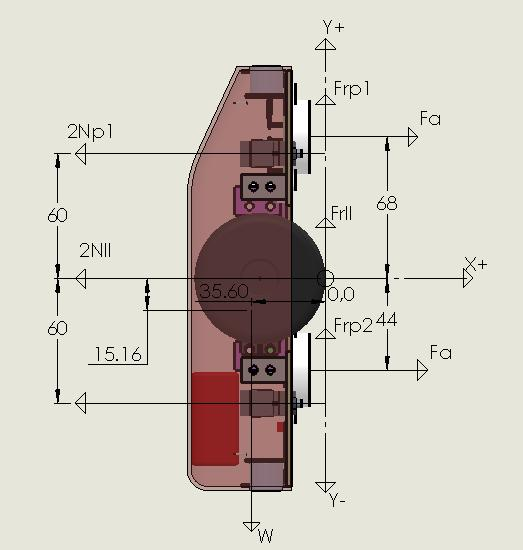 Y+
Frp1
Fa
2Np1
60
68
Frll
2Nll
X+
35.60
0,0
60
Frp2
44
15.16
Fa
Y-
W